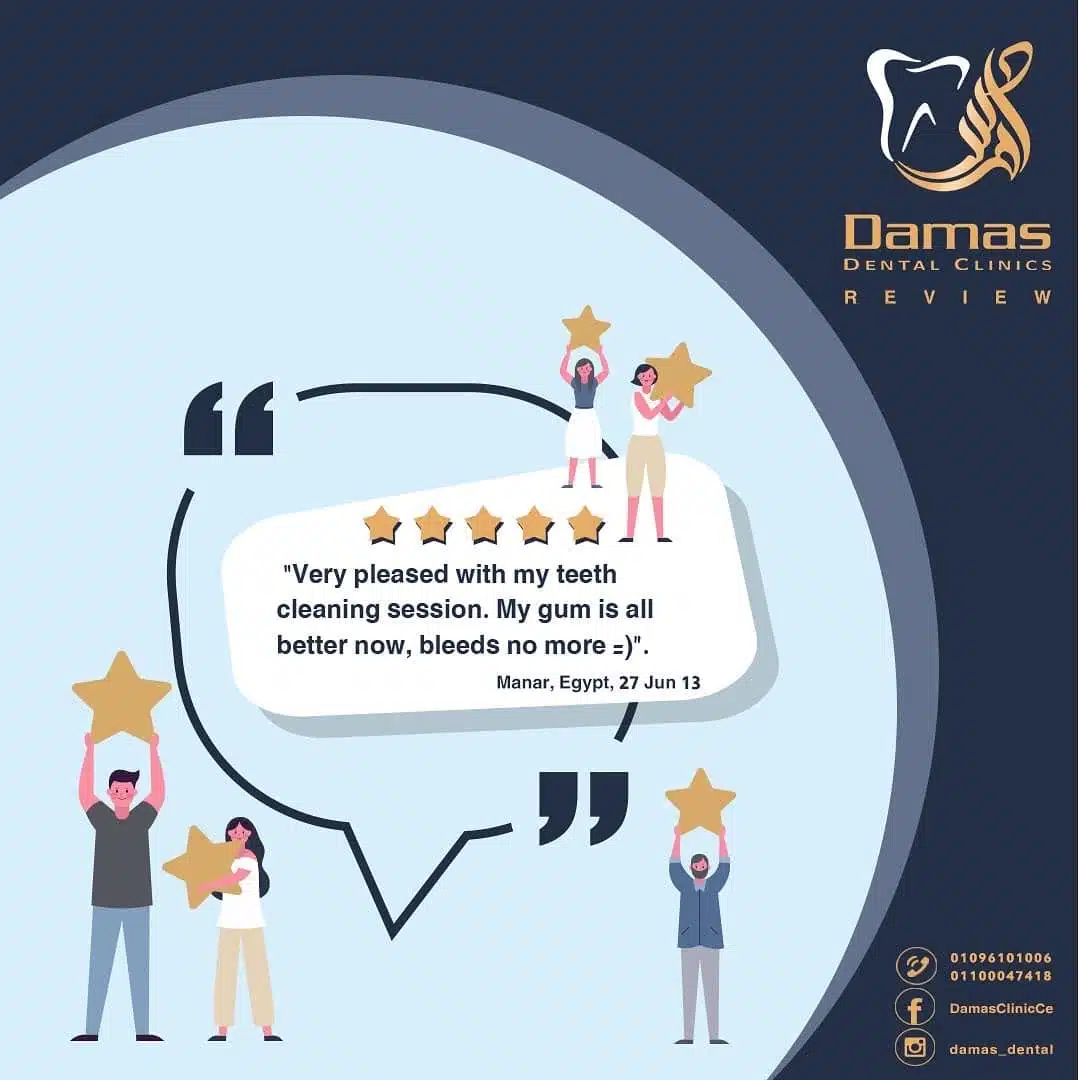 داماس
Damas
DENTAL CLINICS
REVIEW
"Very pleased with my teeth
cleaning session. My gum is all
better now, bleeds no more =)".
Manar, Egypt, 27 Jun 13
01096101006
01100047418
DamasClinicCe
damas_dental